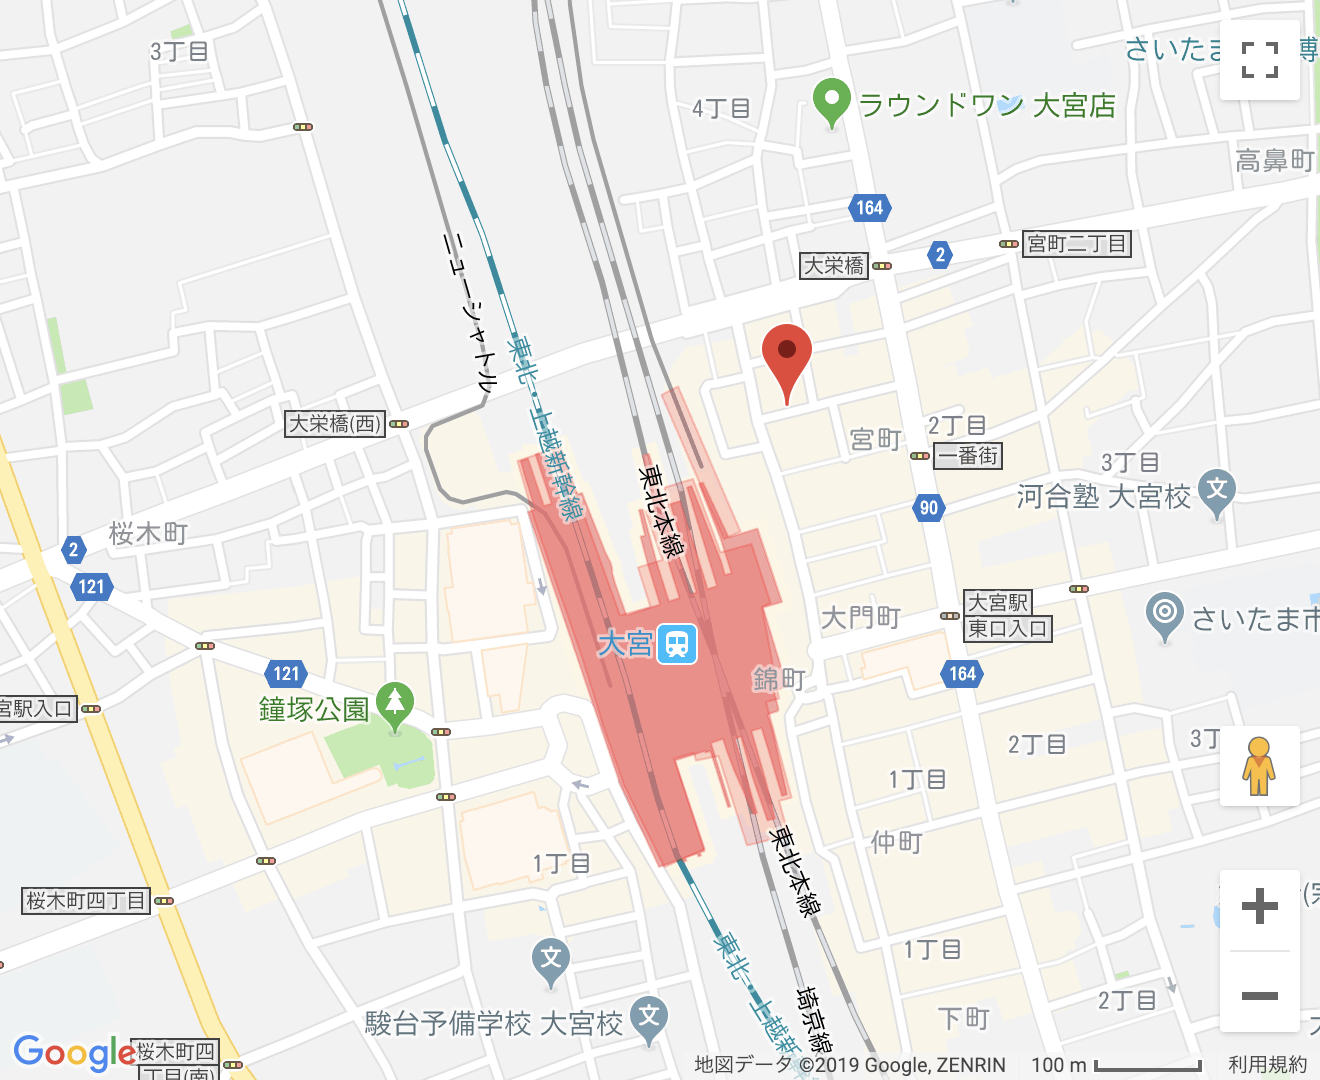 3丁目
さいたま
博
4丁目
ラウンドワン 大宮店
高鼻町
164
2
宮町二丁目
大栄橋
ニューシャトル
東北・上越新幹線
大栄橋(西)
宮町
2丁目
一番街
3丁目
河合塾 大宮校
東北本線
90
桜木町
2
121
大門町
大宮駅
東口入口
さいたま市
大宮
121
錦町
164
宮駅入口
鐘塚公園
2丁目
3丁
1丁目
仲町
1丁目
東北本線
桜木町四丁目
1丁目
東北・上越新
2丁目
駿台予備学校 大宮校
埼京線
下町
Google
桜木町四
丁目(南)
地図データ ©2019 Google, ZENRIN
100 m
利用規約